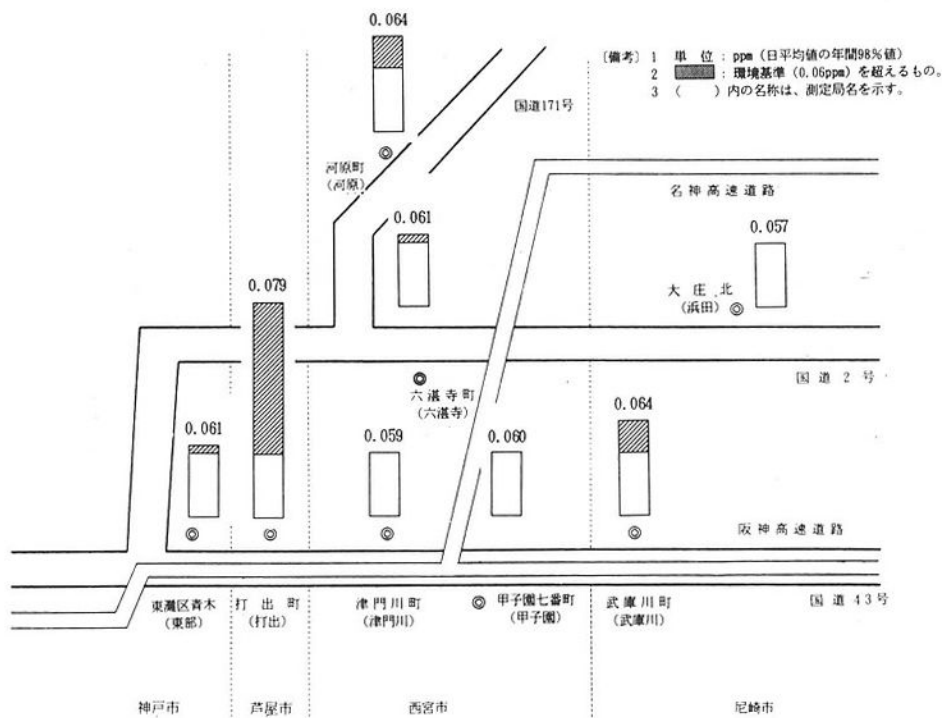 0.064
〔備考〕 1 単 位 : ppm (日平均値の年間98%値)
2 : 環境基準 (0.06ppm) を超えるもの。
3 ( ) 内の名称は、測定局名を示す。
国道171号
河原町
(河原)
名神高速道路
0.061
0.057
0.079
大庄北
(浜田)
国道2号
六湛寺町
(六湛寺)
0.061
0.059
0.060
0.064
阪神高速道路
東灘区青木
(東部)
打出町
(打出)
津門川町
(津門川)
甲子園七番町
(甲子園)
武庫川町
(武庫川)
国道43号
神戸市
芦屋市
西宮市
尼崎市